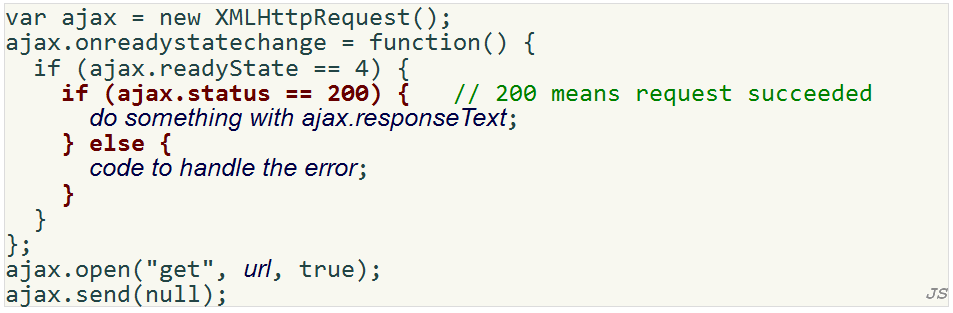 var ajax = new XMLHttpRequest();
ajax.onreadystatechange = function() {
  if (ajax.readyState == 4) {
    if (ajax.status == 200) {   // 200 means request succeeded
      do something with ajax.responseText;
    } else {
      code to handle the error;
    }
  }
};
ajax.open("get", url, true);
ajax.send(null);
JS